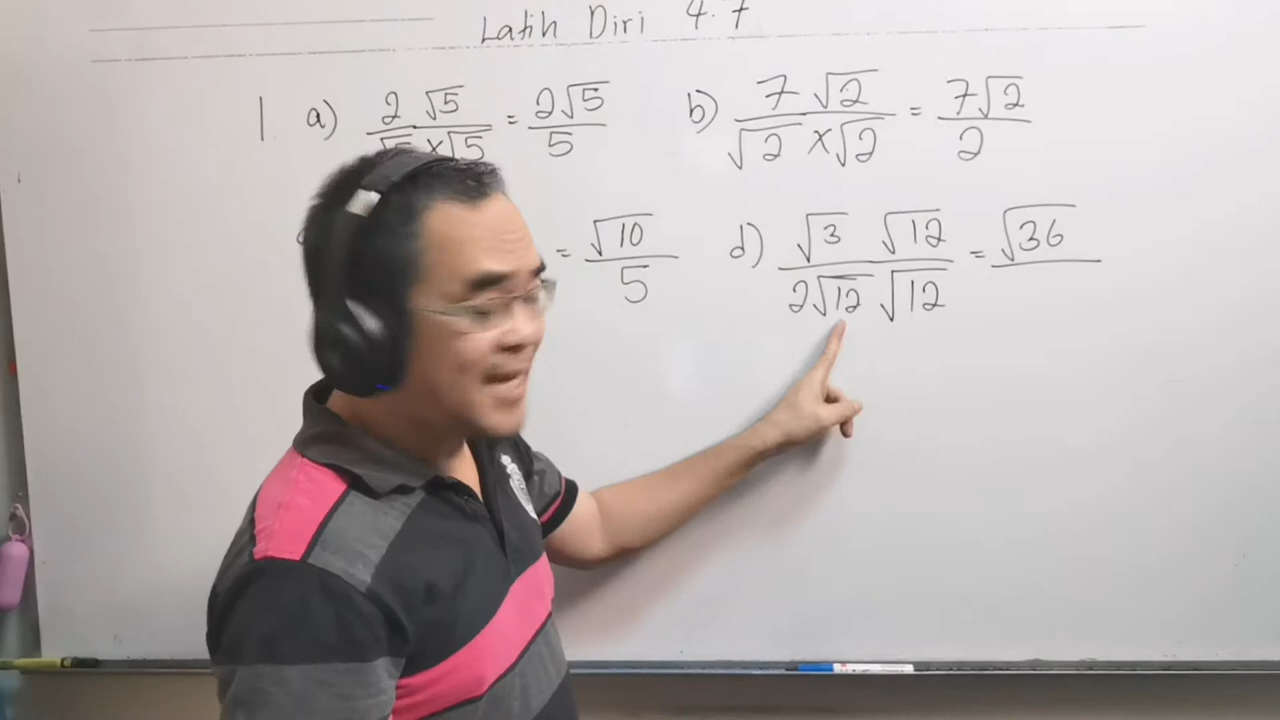 Latih Diri 4.7
1. a) 2 √5 / √5 × √5 = 2√5 / 5
b) 7 √2 / √2 × √2 = 7√2 / 2
= √10 / 5
d) √3 √12 / 2√12 √12 = √36